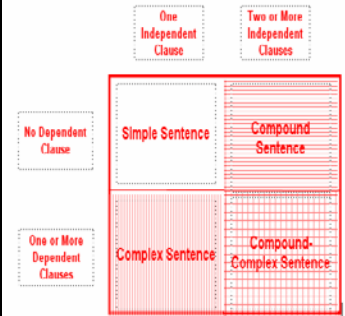 One
Independent
Clause
Two or More
Independent
Clauses
No Dependent
Clause
Simple Sentence
Compound
Sentence
One or More
Dependent
Clauses
Complex Sentence
Compound-
Complex Sentence